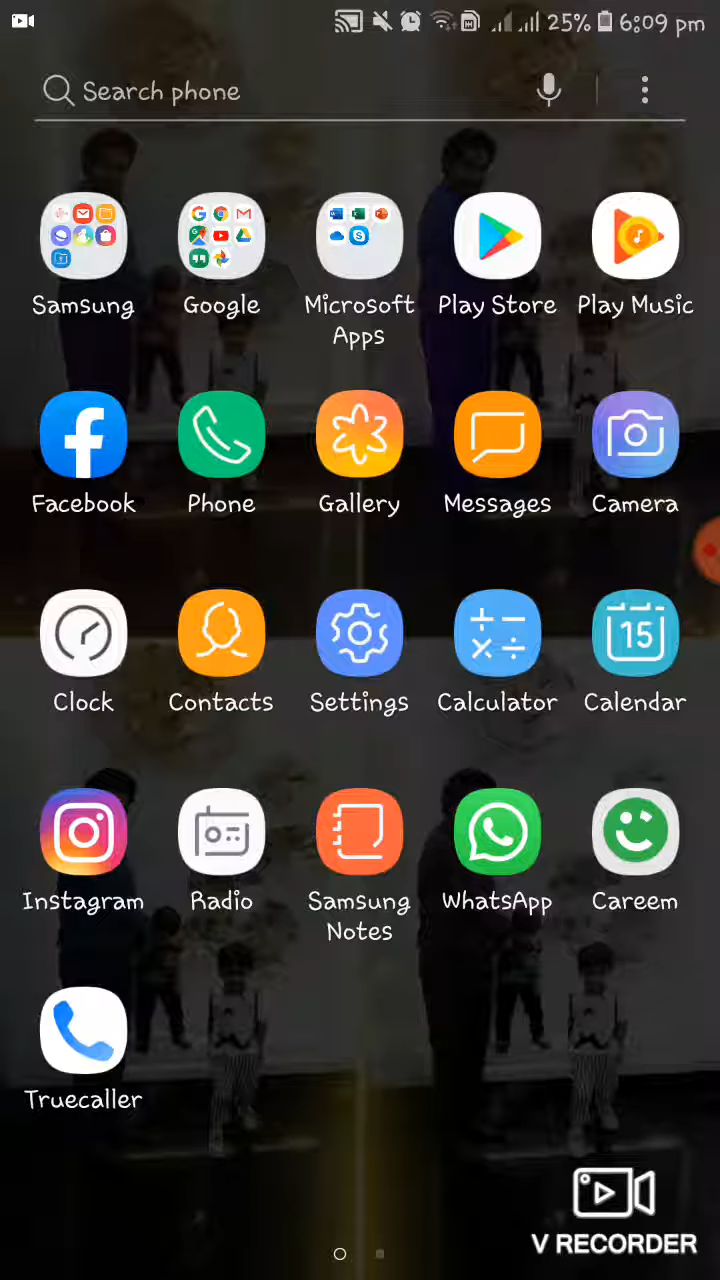 25% 6:09 pm
Search phone
Samsung Google Microsoft Apps Play Store Play Music
Facebook Phone Gallery Messages Camera
15
Clock Contacts Settings Calculator Calendar
Instagram Radio Samsung Notes WhatsApp Careem
Truecaller
V RECORDER